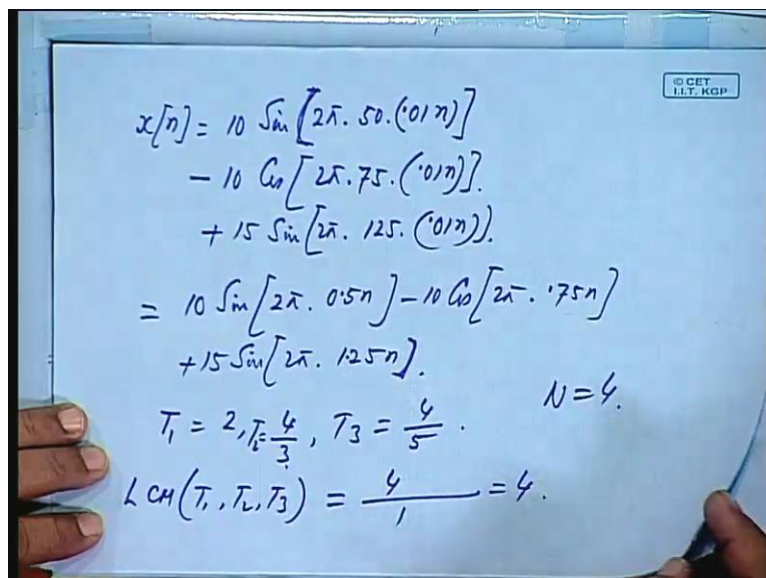 © CET
I.I.T. KGP
x[n] = 10 Sin [2π. 50. (·01n)]
- 10 Cos [2π. 75. (·01n)].
+ 15 Sin [2π. 125. (·01n)].
= 10 Sin [2π. 0.5n] - 10 Cos [2π. ·75n]
+ 15 Sin [2π. 1.25n].
N = 4.
T₁ = 2, T₂ = 4/3, T3 = 4/5.
LCM (T₁, T₂, T3) = 4/1 = 4.